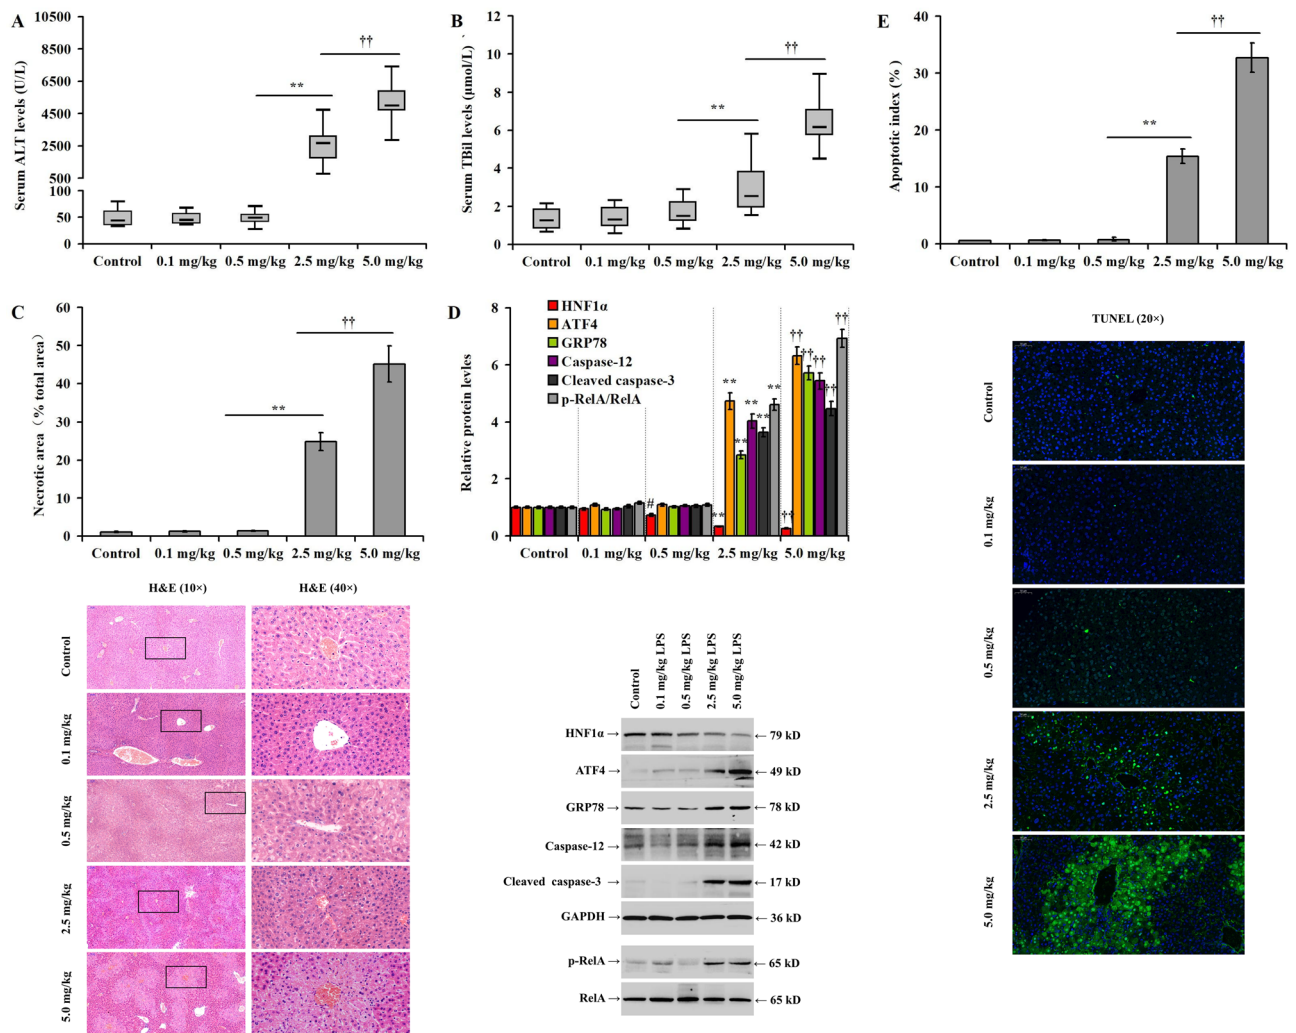 A
Serum ALT levels (U/L)
10500
8500
6500
4500
2500
500
100
50
0
**
††
Control 0.1 mg/kg 0.5 mg/kg 2.5 mg/kg 5.0 mg/kg
B
Serum TBil levels (μmol/L) `
12
10
8
6
4
2
0
**
††
Control 0.1 mg/kg 0.5 mg/kg 2.5 mg/kg 5.0 mg/kg
E
Apoptotic index (%)
40
30
20
10
0
**
††
Control 0.1 mg/kg 0.5 mg/kg 2.5 mg/kg 5.0 mg/kg
C
Necrotic area (% total area)
60
50
40
30
20
10
0
**
††
Control 0.1 mg/kg 0.5 mg/kg 2.5 mg/kg 5.0 mg/kg
D
Relative protein levles
8
6
4
2
0
HNF1α
ATF4
GRP78
Caspase-12
Cleaved caspase-3
p-RelA/RelA
#
** ** ** ** ** **
†† †† †† †† †† ††
Control 0.1 mg/kg 0.5 mg/kg 2.5 mg/kg 5.0 mg/kg
H&E (10×) H&E (40×)
Control
0.1 mg/kg
0.5 mg/kg
2.5 mg/kg
5.0 mg/kg
Control
0.1 mg/kg LPS
0.5 mg/kg LPS
2.5 mg/kg LPS
5.0 mg/kg LPS
HNF1α → ← 79 kD
ATF4 → ← 49 kD
GRP78 → ← 78 kD
Caspase-12 → ← 42 kD
Cleaved caspase-3 → ← 17 kD
GAPDH → ← 36 kD
p-RelA → ← 65 kD
RelA → ← 65 kD
TUNEL (20×)
Control
0.1 mg/kg
0.5 mg/kg
2.5 mg/kg
5.0 mg/kg